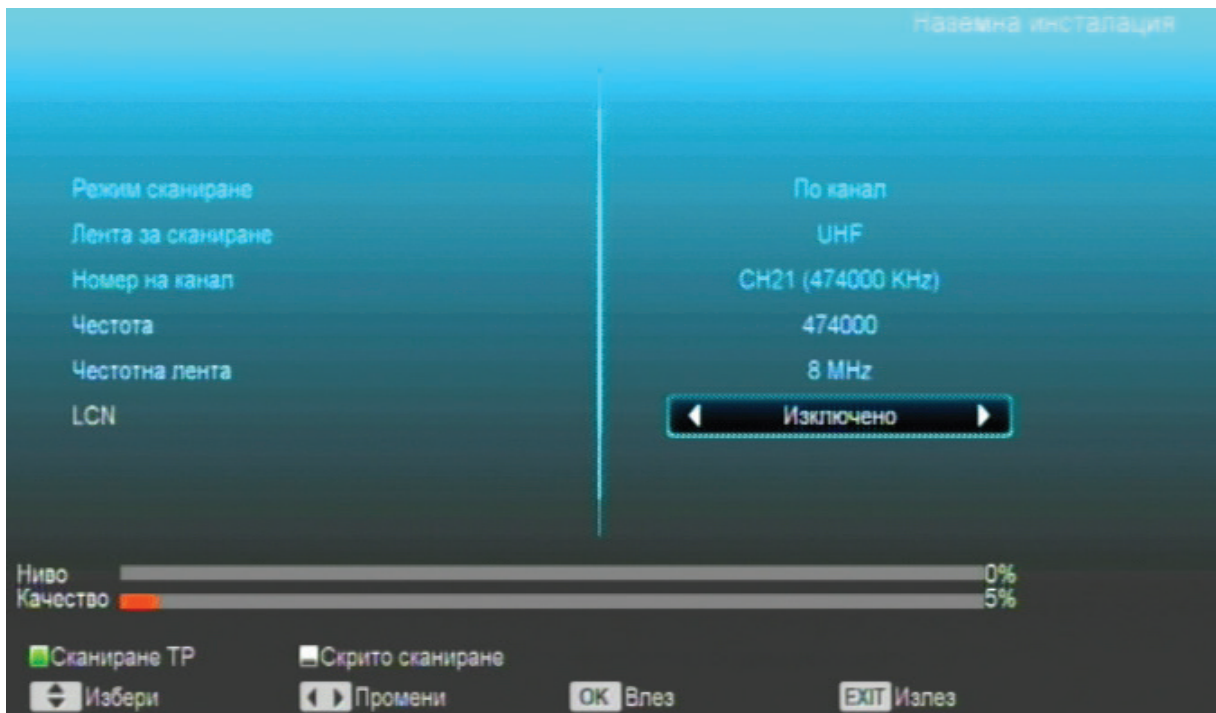 Наземна инсталация
Режим сканиране По канал
Лента за сканиране UHF
Номер на канал CH21 (474000 KHz)
Честота 474000
Честотна лента 8 MHz
LCN Изключено
Ниво 0%
Качество 5%
Сканиране ТР Скрито сканиране
Избери Промени OK Влез EXIT Излез